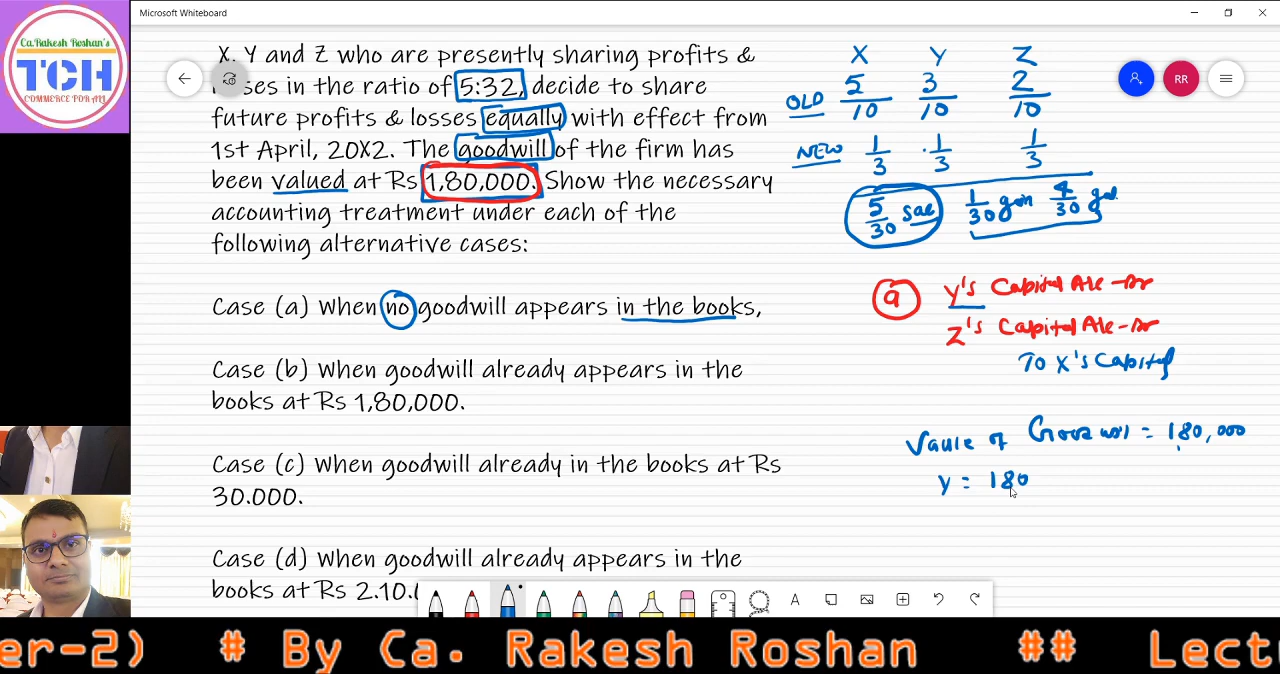 Microsoft Whiteboard
Ca.Rakesh Roshan's
TCH
COMMERCE FOR ALL
X. Y and Z who are presently sharing profits &
ses in the ratio of 5:32, decide to share
future profits & losses equally with effect from
1st April, 20X2. The goodwill of the firm has
been valued at Rs 1,80,000. Show the necessary
accounting treatment under each of the
following alternative cases:
Case (a) When no goodwill appears in the books,
Case (b) When goodwill already appears in the
books at Rs 1,80,000.
Case (c) When goodwill already in the books at Rs
30.000.
Case (d) When goodwill already appears in the
books at Rs 2.10.
X Y Z
OLD 5/10 3/10 2/10
NEW 1/3 1/3 1/3
5/30 sac 1/30 gain 4/30
a Y's Capital A/c - Dr
Z's Capital A/c - Dr
To X's Capital
Value of Goodwill = 180,000
Y = 180
RR
A
er-2) # By Ca. Rakesh Roshan ## Lect